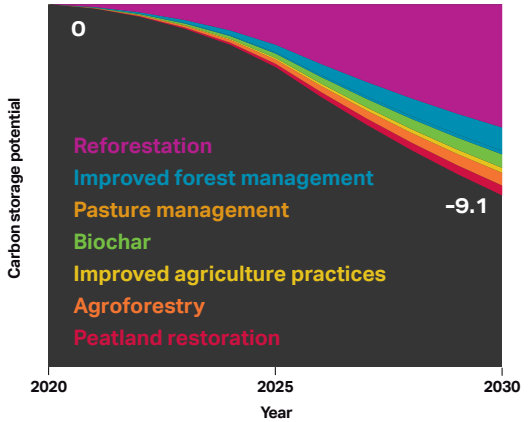 0
Carbon storage potential
Reforestation
Improved forest management
Pasture management
-9.1
Biochar
Improved agriculture practices
Agroforestry
Peatland restoration
2020
2025
2030
Year